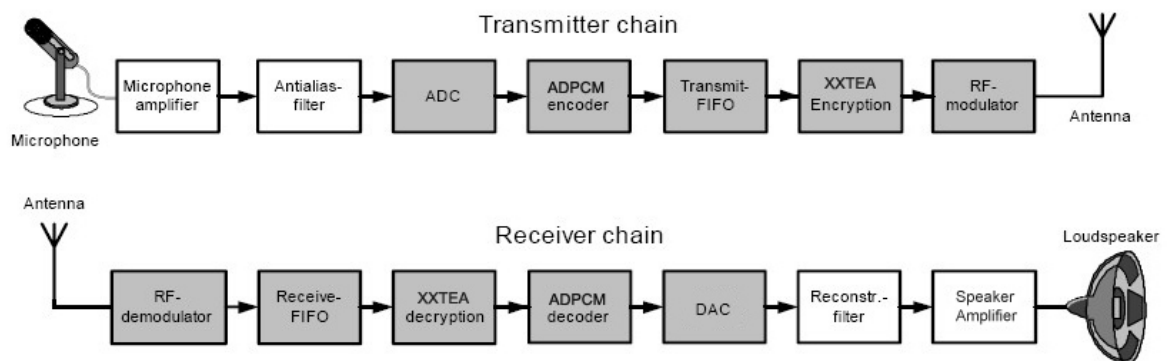 Transmitter chain
Microphone
amplifier
Antialias-
filter
ADC
ADPCM
encoder
Transmit-
FIFO
XXTEA
Encryption
RF-
modulator
Microphone
Antenna
Antenna
Receiver chain
Loudspeaker
RF-
demodulator
Receive-
FIFO
XXTEA
decryption
ADPCM
decoder
DAC
Reconstr.-
filter
Speaker
Amplifier